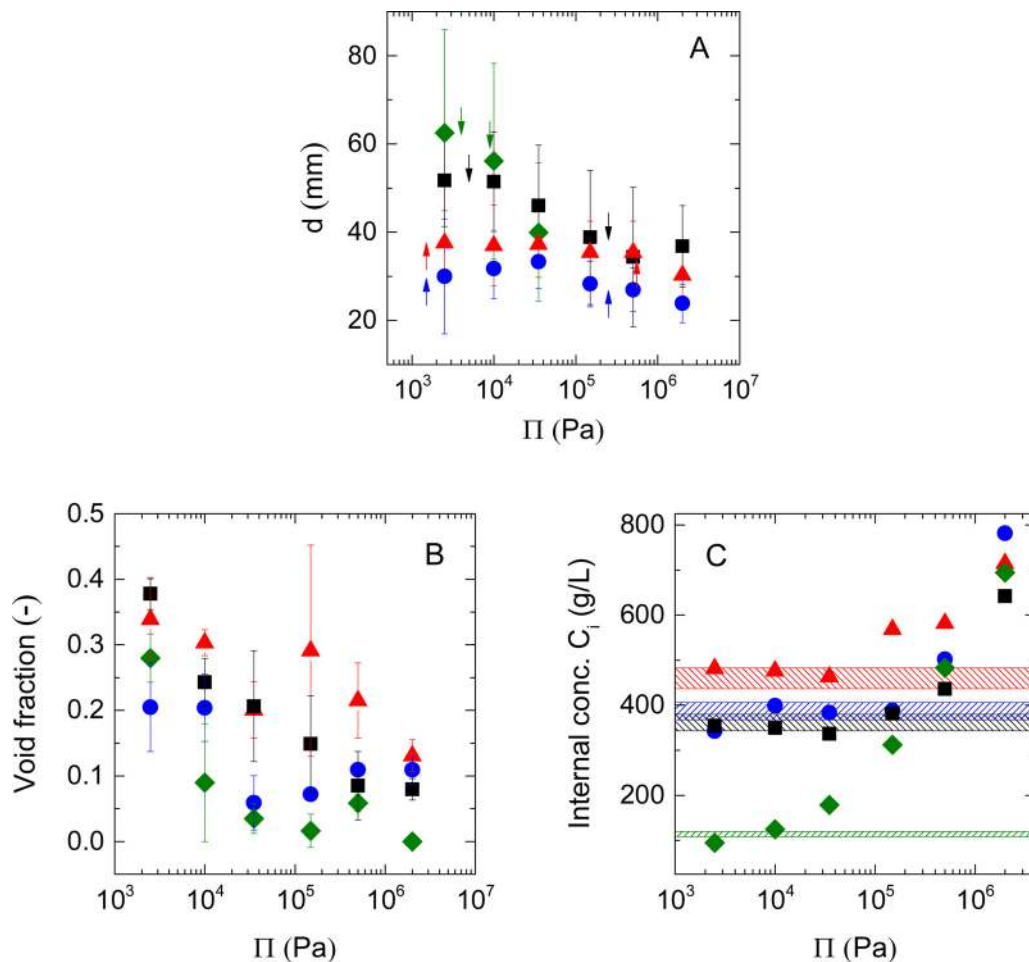 A
80
60
40
20
d (mm)
10³ 10⁴ 10⁵ 10⁶ 10⁷
Π (Pa)
B
0.5
0.4
0.3
0.2
0.1
0.0
Void fraction (-)
10³ 10⁴ 10⁵ 10⁶ 10⁷
Π (Pa)
C
800
600
400
200
Internal conc. Cᵢ (g/L)
10³ 10⁴ 10⁵ 10⁶
Π (Pa)